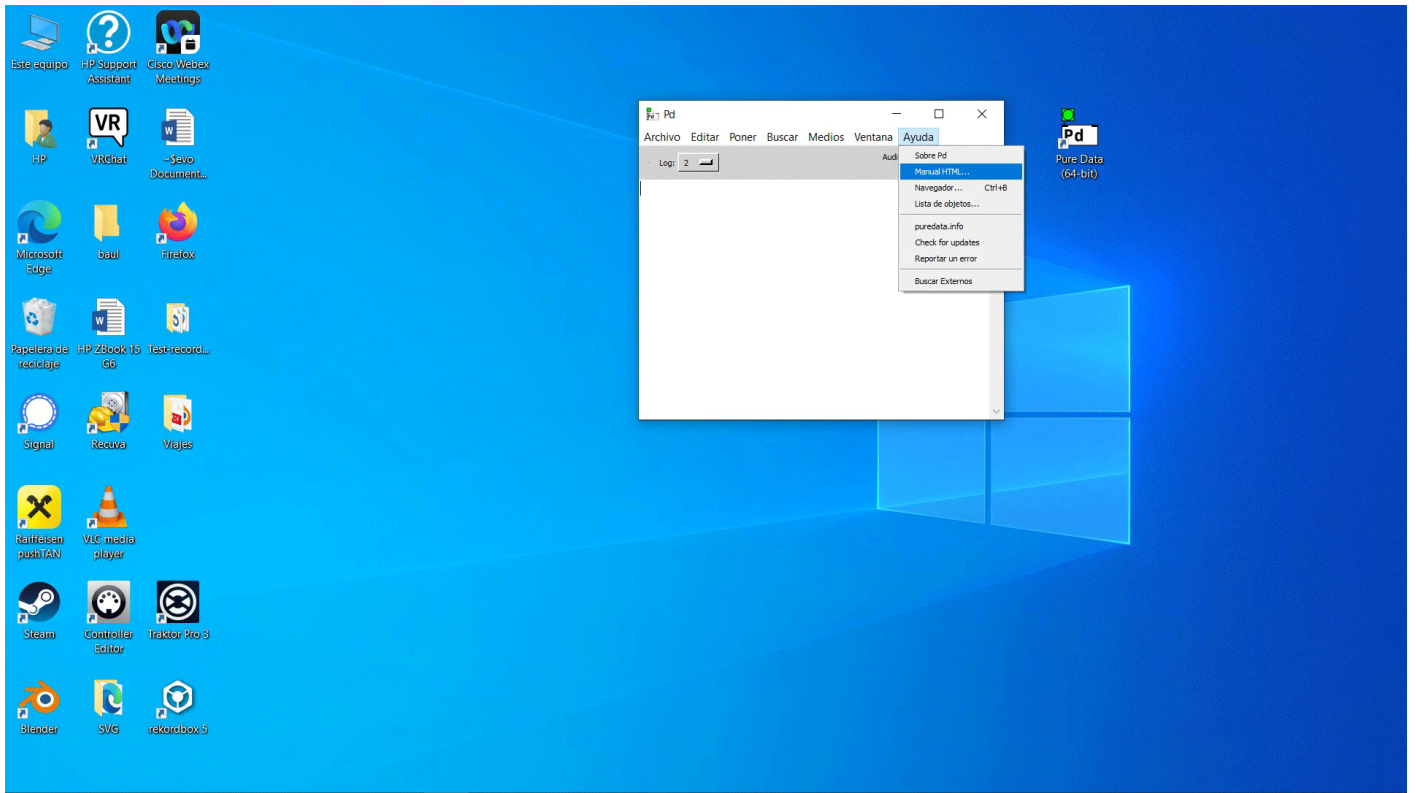 Este equipo
HP Support
Assistant
Cisco Webex
Meetings
HP
VR
VRChat
~$evo
Document...
Microsoft
Edge
baul
Firefox
Papelera de
reciclaje
HP ZBook 15
G6
Test-record...
Signal
Recuva
Viajes
Raiffeisen
pushTAN
VLC media
player
Steam
Controller
Editor
Traktor Pro 3
Blender
SVG
rekordbox 5
Pd
Archivo Editar Poner Buscar Medios Ventana Ayuda
Log: 2
Audi
Sobre Pd
Manual HTML...
Navegador... Ctrl+B
Lista de objetos...
puredata.info
Check for updates
Reportar un error
Buscar Externos
Pd
Pure Data
(64-bit)